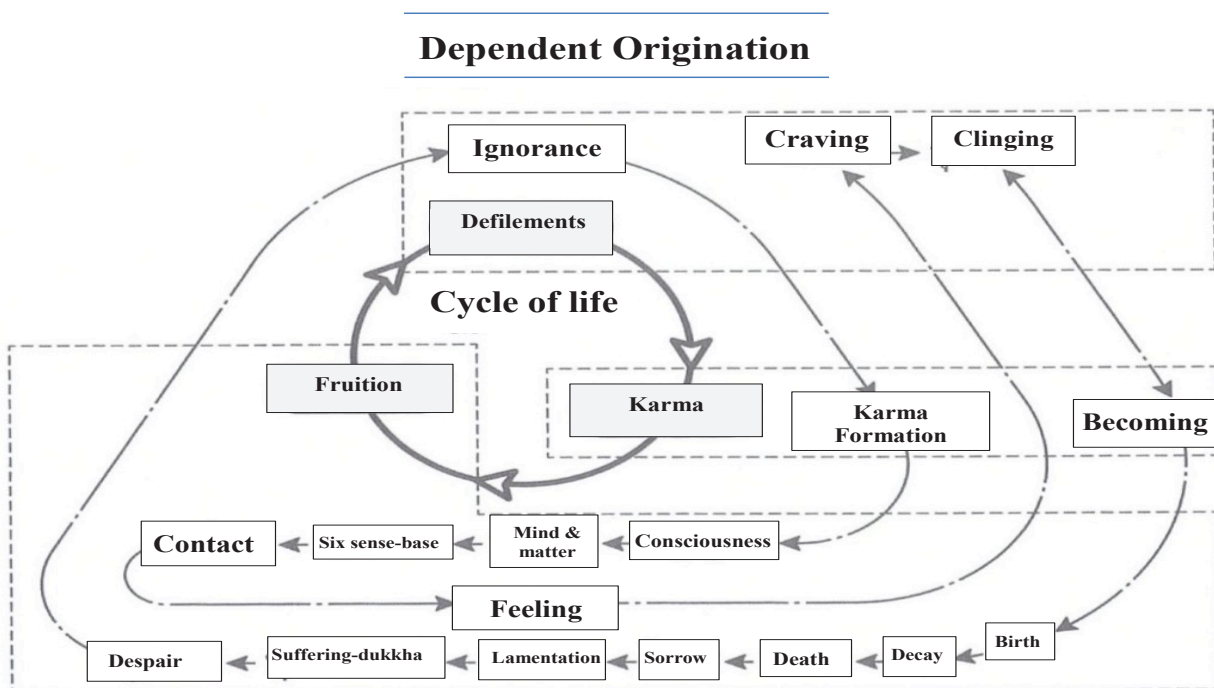 Dependent Origination
Ignorance
Craving
Clinging
Defilements
Cycle of life
Fruition
Karma
Karma
Formation
Becoming
Contact
Six sense-base
Mind &
matter
Consciousness
Feeling
Despair
Suffering-dukkha
Lamentation
Sorrow
Death
Decay
Birth